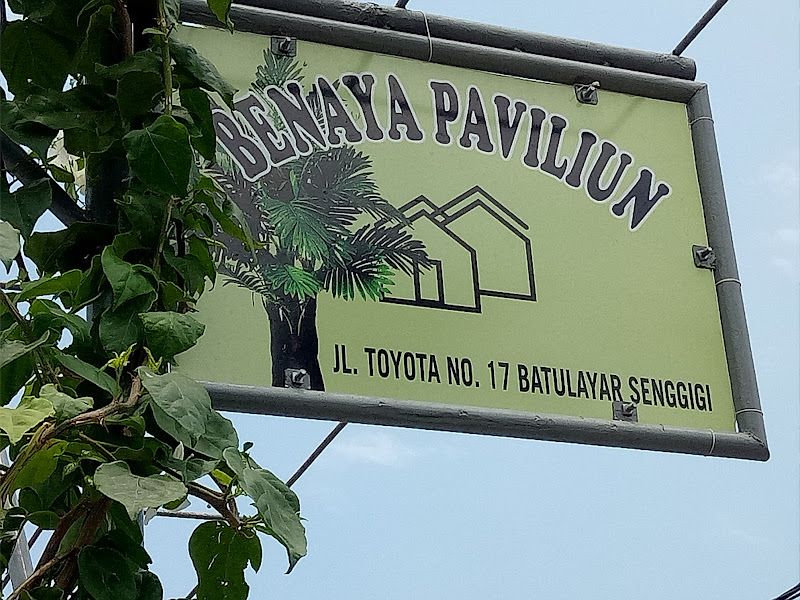 BENAYA PAVILIUN
JL. TOYOTA NO. 17 BATULAYAR SENGGIGI